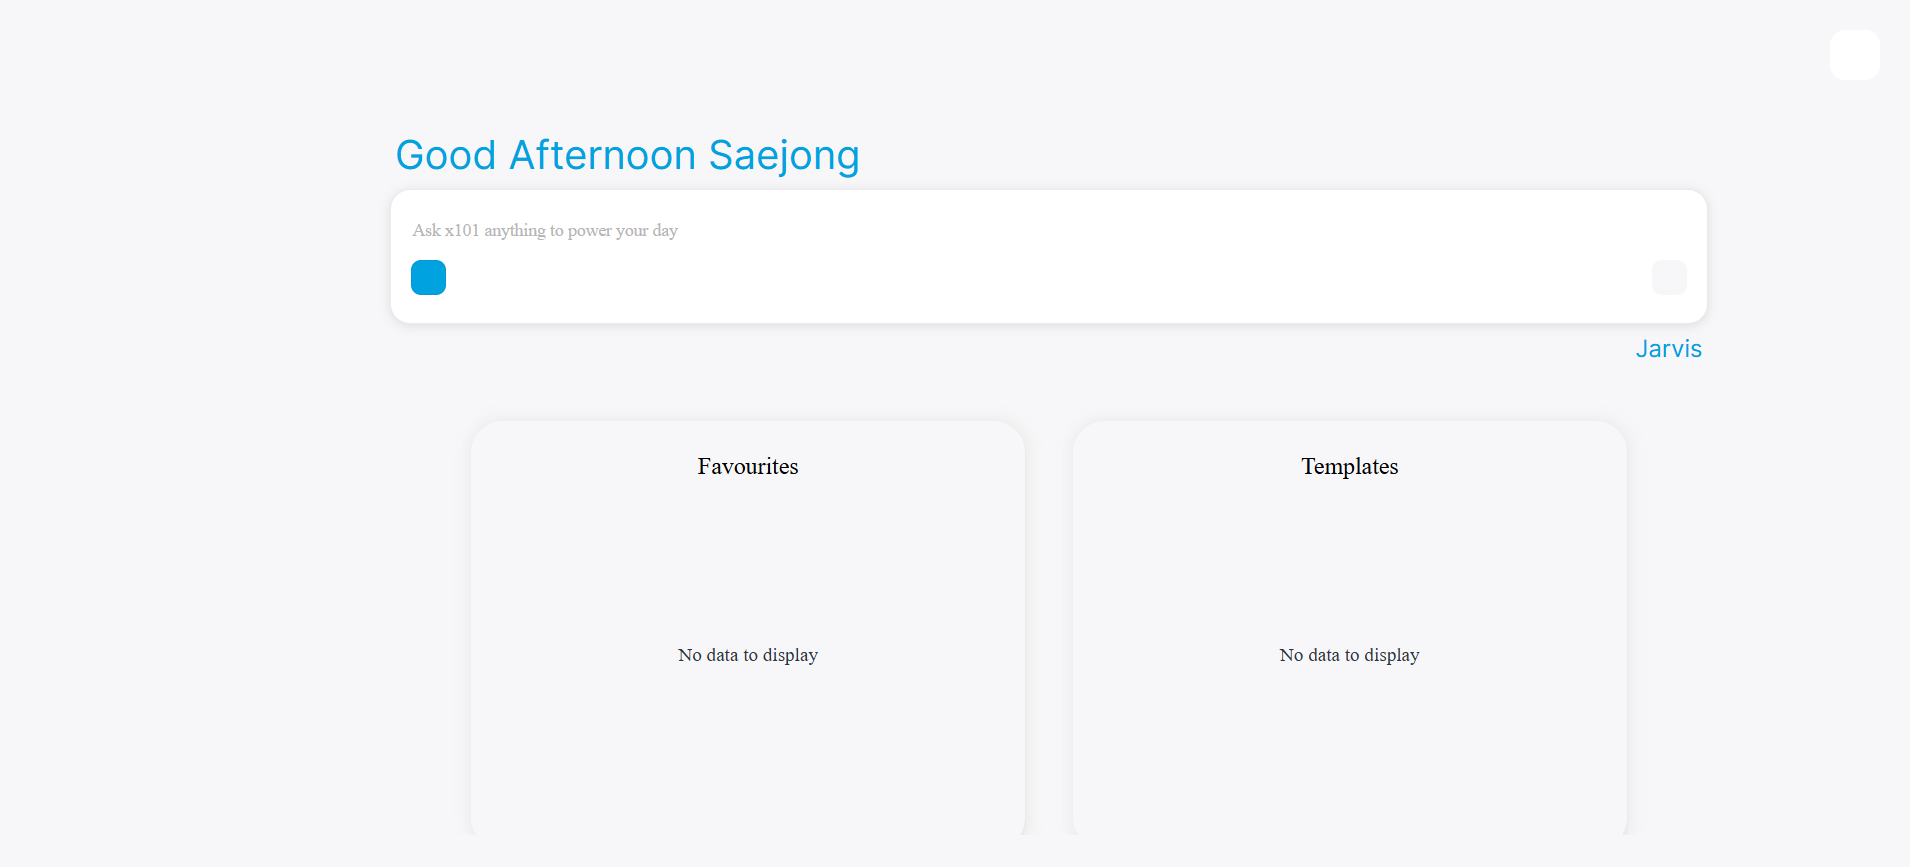 Good Afternoon Saejong
Ask x101 anything to power your day
Jarvis
Favourites
Templates
No data to display
No data to display